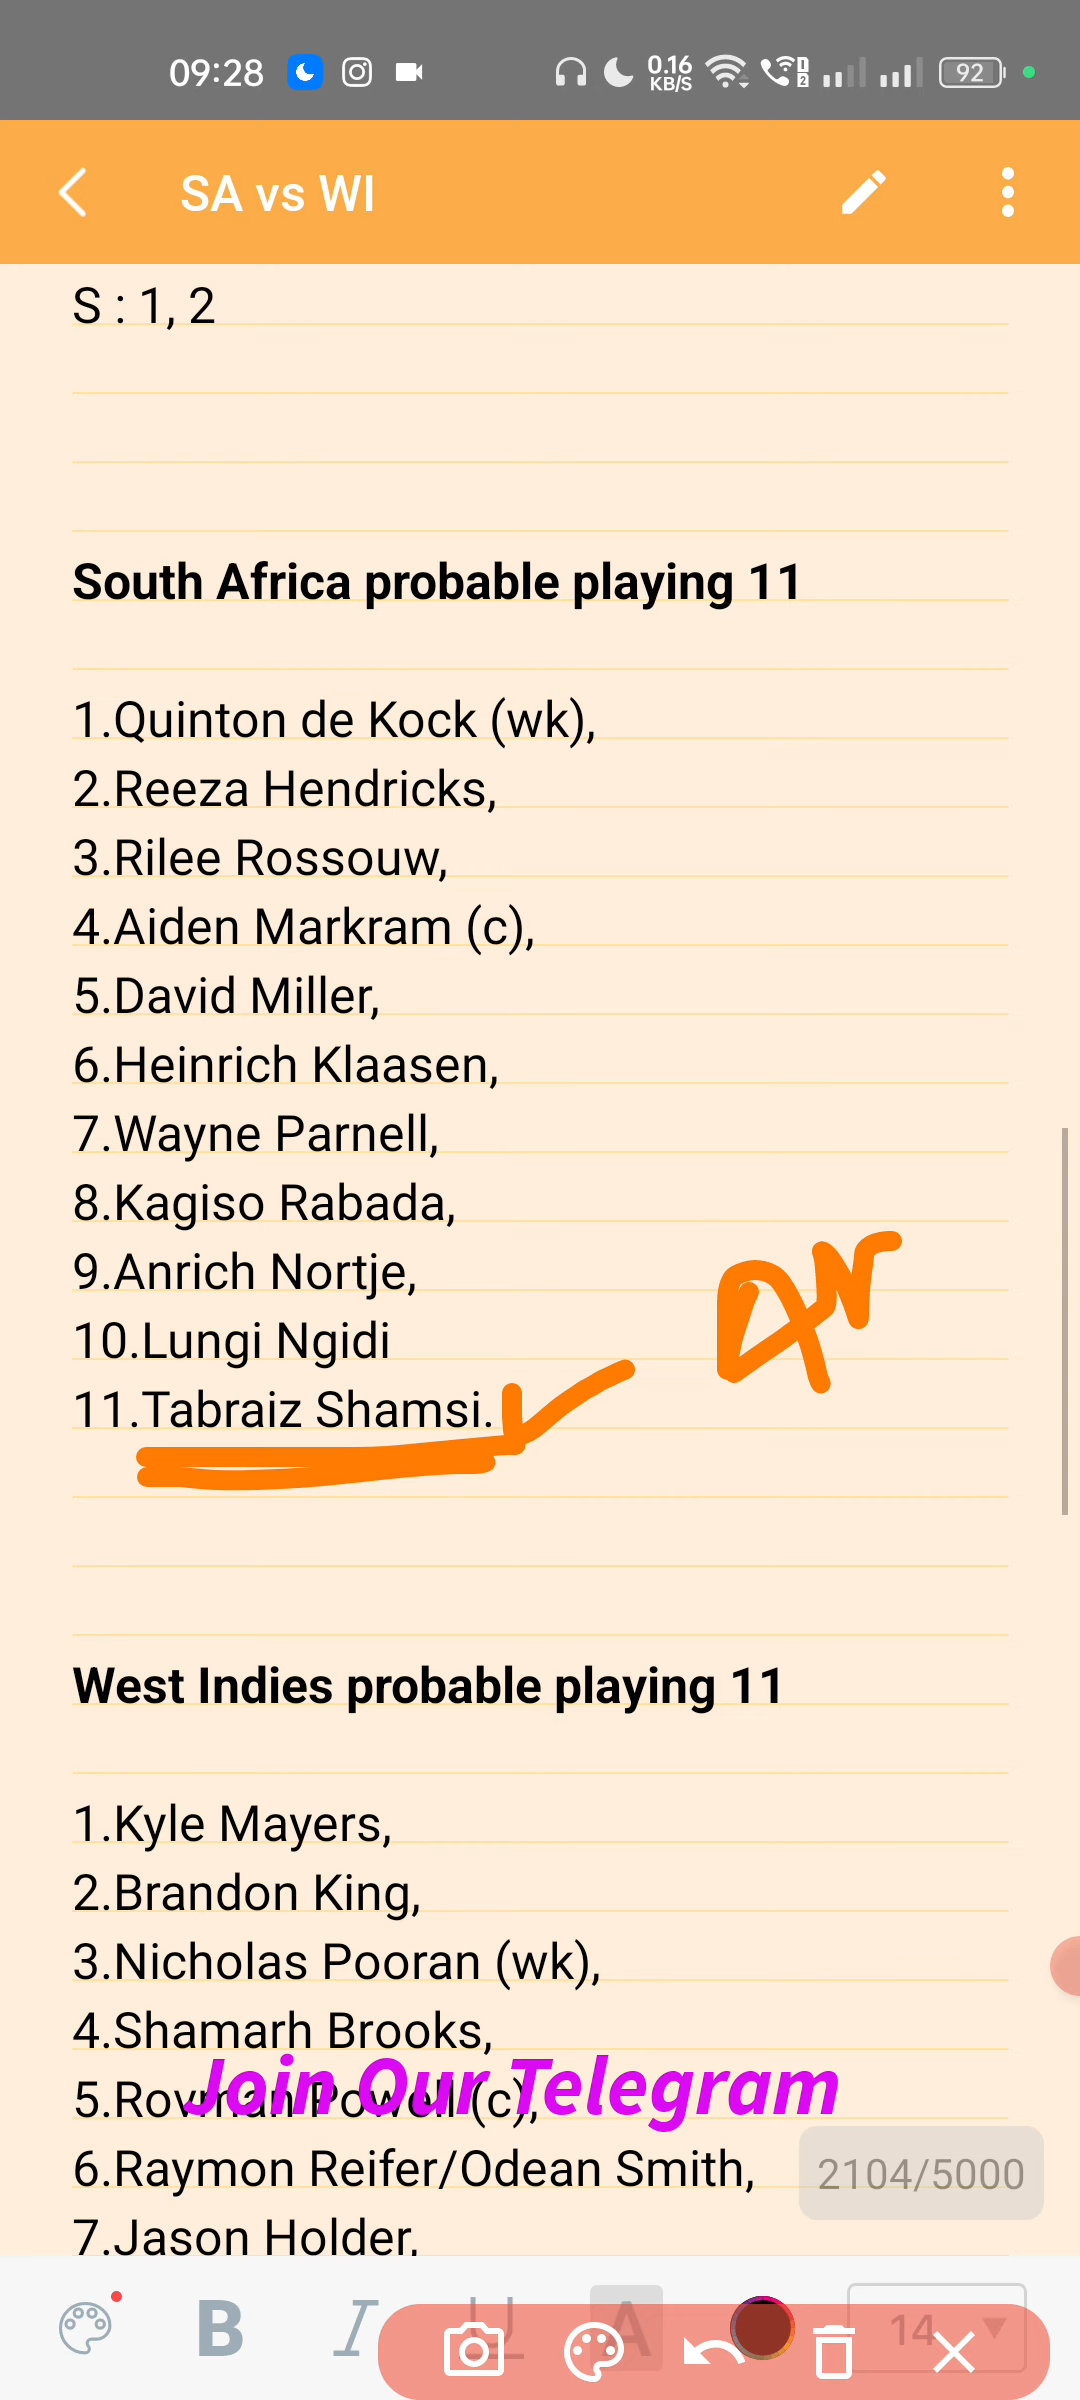 09:28
0.16 KB/S
92
SA vs WI
S : 1, 2
South Africa probable playing 11
1.Quinton de Kock (wk),
2.Reeza Hendricks,
3.Rilee Rossouw,
4.Aiden Markram (c),
5.David Miller,
6.Heinrich Klaasen,
7.Wayne Parnell,
8.Kagiso Rabada,
9.Anrich Nortje,
10.Lungi Ngidi
11.Tabraiz Shamsi.
West Indies probable playing 11
1.Kyle Mayers,
2.Brandon King,
3.Nicholas Pooran (wk),
4.Shamarh Brooks,
Join Our Telegram
5.Rovman Powell (c),
6.Raymon Reifer/Odean Smith,
2104/5000
7.Jason Holder,
B I U A 14